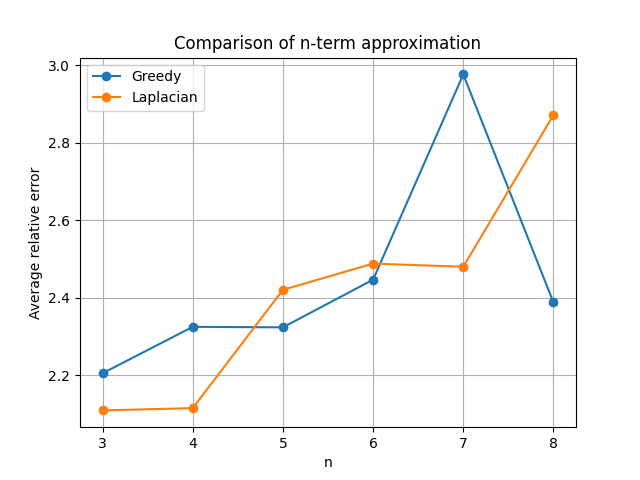 Comparison of n-term approximation
Greedy
Laplacian
Average relative error
3.0
2.8
2.6
2.4
2.2
3 4 5 6 7 8
n